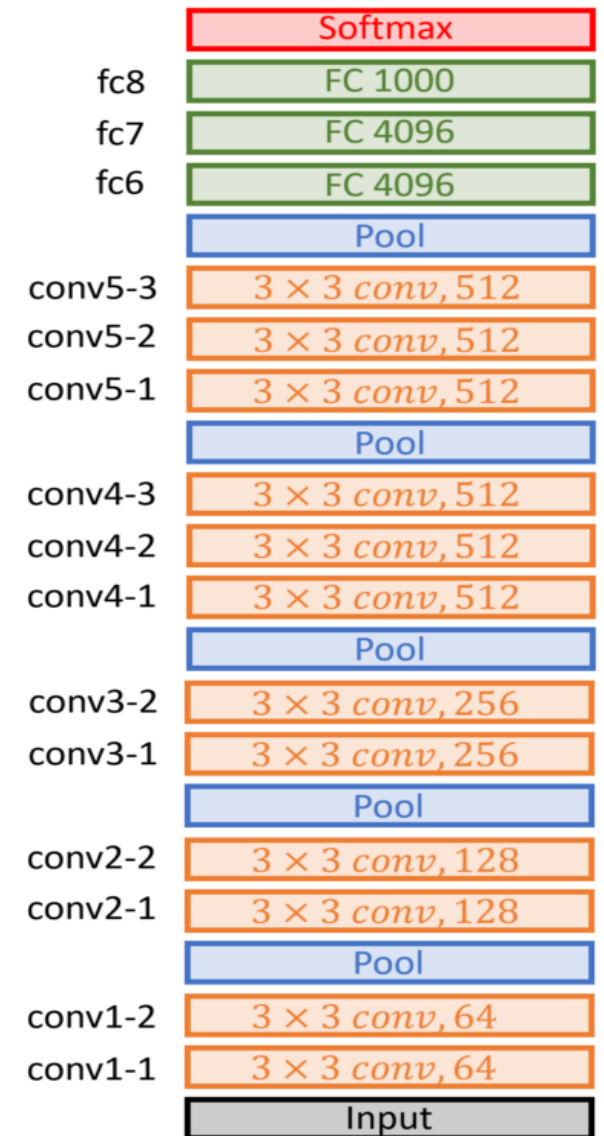 Softmax
fc8 FC 1000
fc7 FC 4096
fc6 FC 4096
Pool
conv5-3 3 × 3 conv, 512
conv5-2 3 × 3 conv, 512
conv5-1 3 × 3 conv, 512
Pool
conv4-3 3 × 3 conv, 512
conv4-2 3 × 3 conv, 512
conv4-1 3 × 3 conv, 512
Pool
conv3-2 3 × 3 conv, 256
conv3-1 3 × 3 conv, 256
Pool
conv2-2 3 × 3 conv, 128
conv2-1 3 × 3 conv, 128
Pool
conv1-2 3 × 3 conv, 64
conv1-1 3 × 3 conv, 64
Input